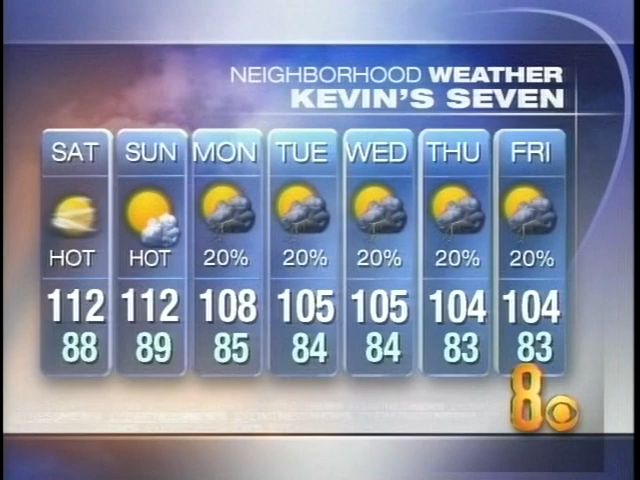 NEIGHBORHOOD WEATHER
KEVIN'S SEVEN
SAT SUN MON TUE WED THU FRI
HOT HOT 20% 20% 20% 20% 20%
112 112 108 105 105 104 104
88 89 85 84 84 83 83
8